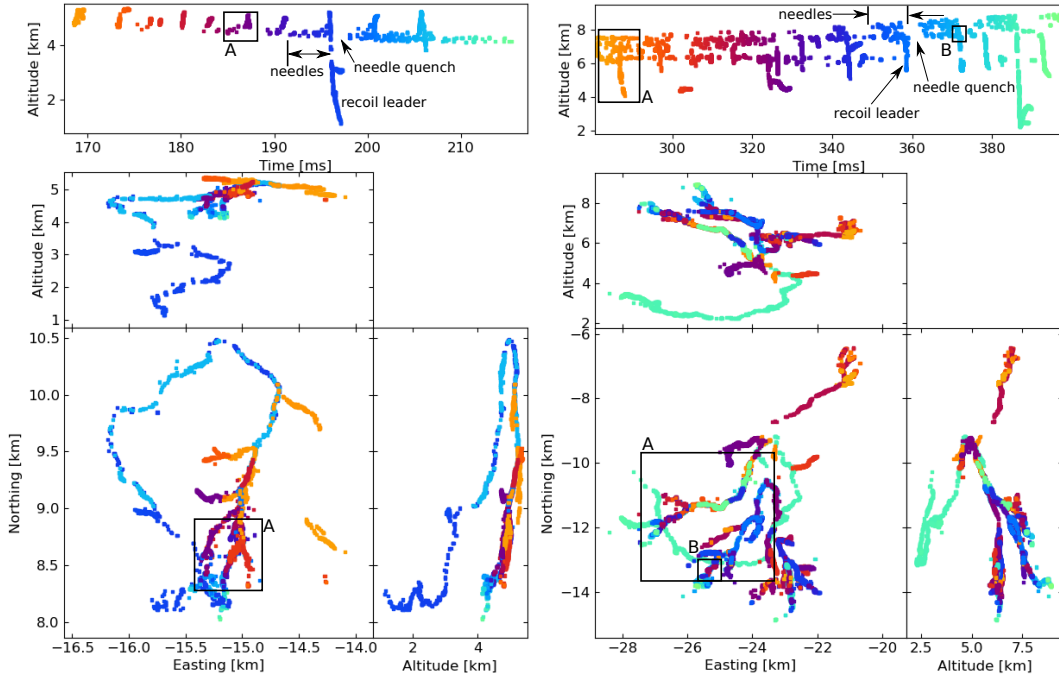 Altitude [km]
4
2
A
needles
needle quench
recoil leader
170
180
190
200
210
Time [ms]
Altitude [km]
8
6
4
2
needles
A
B
needle quench
recoil leader
300
320
340
360
380
Time [ms]
Altitude [km]
5
4
3
2
1
Altitude [km]
8
6
4
2
Northing [km]
10.5
10.0
9.5
9.0
8.5
8.0
A
−16.5
−16.0
−15.5
−15.0
−14.5
−14.0
Easting [km]
2
4
Altitude [km]
Northing [km]
−6
−8
−10
−12
−14
A
B
−28
−26
−24
−22
−20
Easting [km]
2.5
5.0
7.5
Altitude [km]